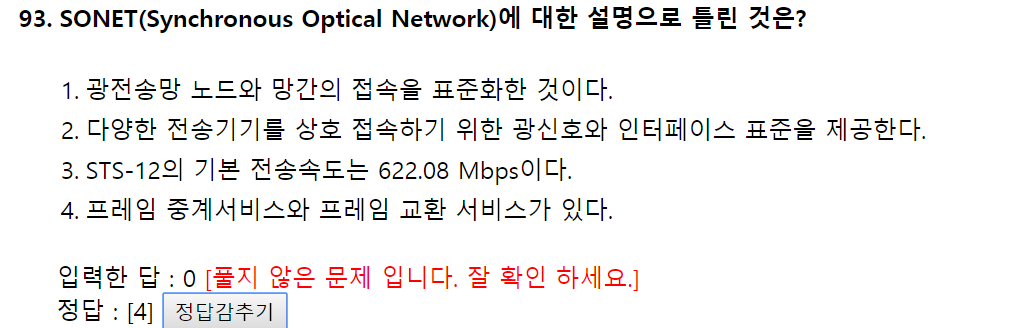 93. SONET(Synchronous Optical Network)에 대한 설명으로 틀린 것은?
1. 광전송망 노드와 망간의 접속을 표준화한 것이다.
2. 다양한 전송기기를 상호 접속하기 위한 광신호와 인터페이스 표준을 제공한다.
3. STS-12의 기본 전송속도는 622.08 Mbps이다.
4. 프레임 중계서비스와 프레임 교환 서비스가 있다.
입력한 답 : 0 [풀지 않은 문제 입니다. 잘 확인 하세요.]
정답 : [4] 정답감추기